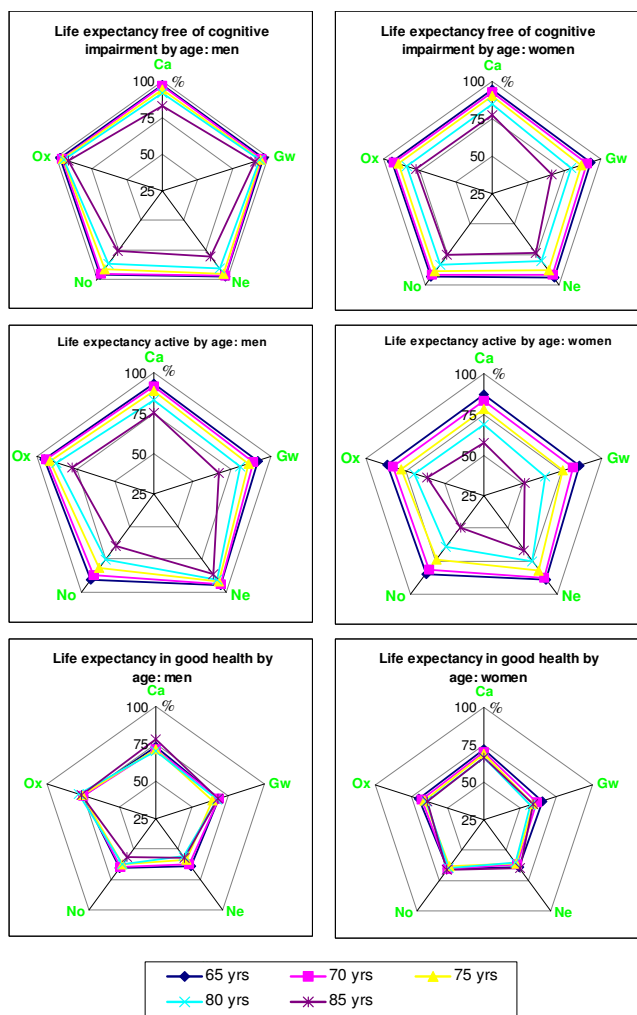 Life expectancy free of cognitive
impairment by age: men
Ca
100 %
75
50
25
Ox
Gw
No
Ne
Life expectancy free of cognitive
impairment by age: women
Ca
100 %
75
50
25
Ox
Gw
No
Ne
Life expectancy active by age: men
Ca
100 %
75
50
25
Ox
Gw
No
Ne
Life expectancy active by age: women
Ca
100 %
75
50
25
Ox
Gw
No
Ne
Life expectancy in good health by
age: men
Ca
100 %
75
50
25
Ox
Gw
No
Ne
Life expectancy in good health by
age: women
Ca
100 %
75
50
25
Ox
Gw
No
Ne
65 yrs 70 yrs 75 yrs
80 yrs 85 yrs